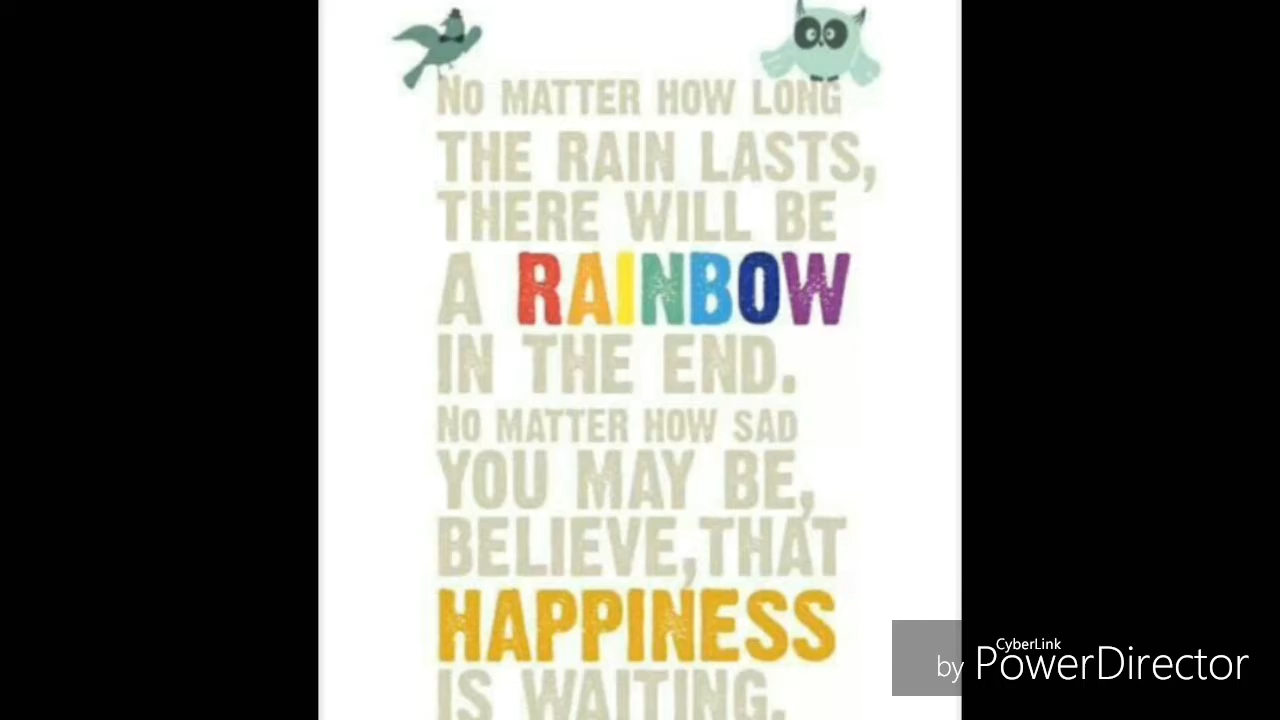 No MATTER HOW LONG
THE RAIN LASTS,
THERE WILL BE
A RAINBOW
IN THE END.
No MATTER HOW SAD
YOU MAY BE,
BELIEVE,THAT
HAPPINESS
IS WAITING.
CyberLink
by PowerDirector